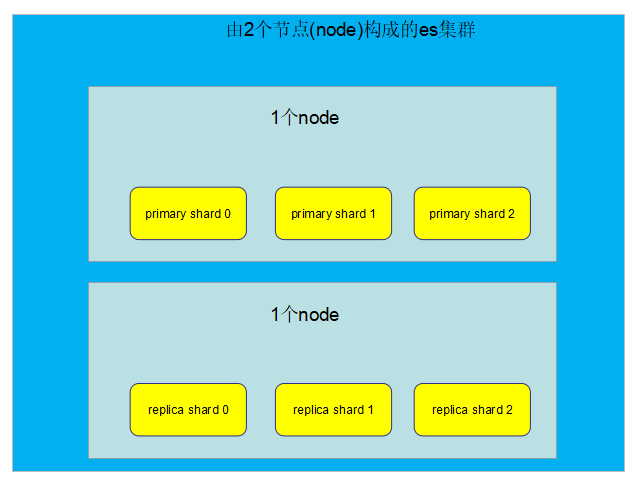 由2个节点(node)构成的es集群
1个node
primary shard 0
primary shard 1
primary shard 2
1个node
replica shard 0
replica shard 1
replica shard 2